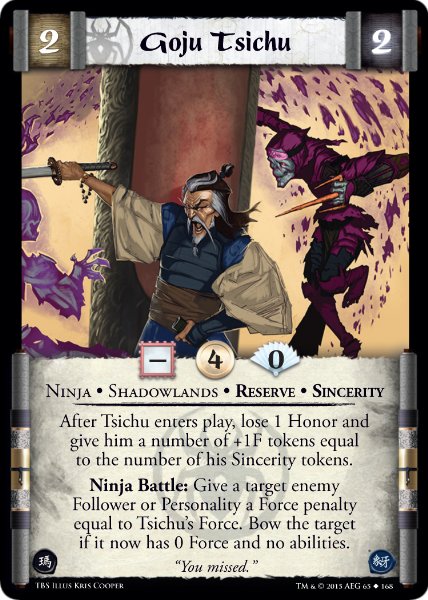 2 Goju Tsichu 2
– 4 0
Ninja • Shadowlands • Reserve • Sincerity
After Tsichu enters play, lose 1 Honor and
give him a number of +1F tokens equal
to the number of his Sincerity tokens.
Ninja Battle: Give a target enemy
Follower or Personality a Force penalty
equal to Tsichu's Force. Bow the target
if it now has 0 Force and no abilities.
"You missed."
TBS Illus Kris Cooper TM & © 2015 AEG 65 ◆ 168